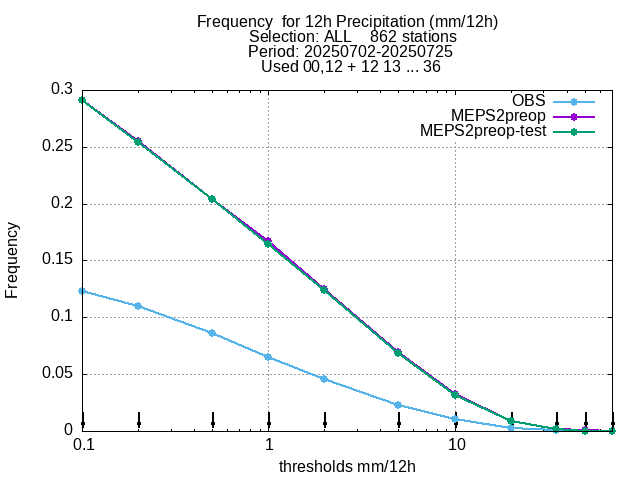 Frequency  for 12h Precipitation (mm/12h)
Selection: ALL    862 stations
Period: 20250702-20250725
Used 00,12 + 12 13 ... 36
OBS
MEPS2preop
MEPS2preop-test
0.3
0.25
0.2
0.15
0.1
0.05
0
Frequency
0.1 1 10
thresholds mm/12h